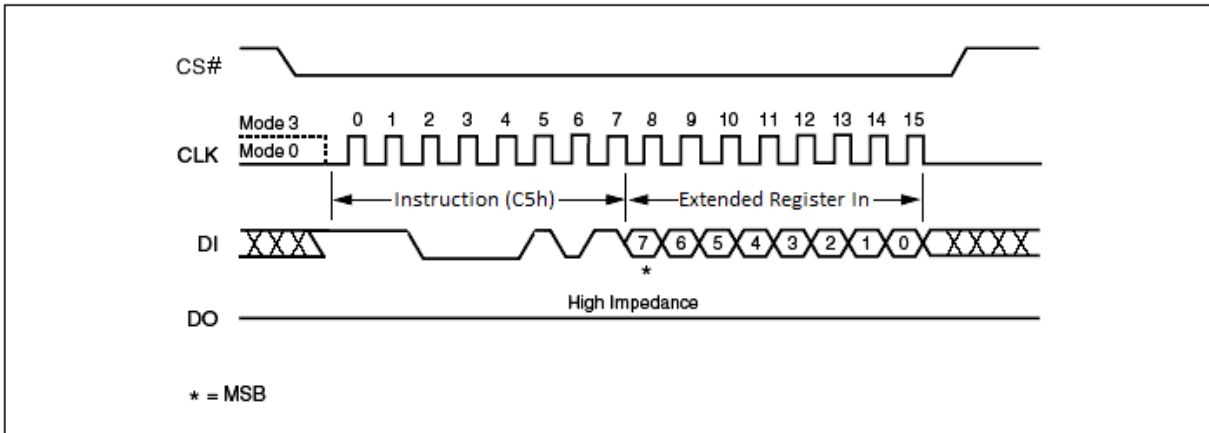 CS#
Mode 3
0 1 2 3 4 5 6 7 8 9 10 11 12 13 14 15
CLK
Mode 0
Instruction (C5h)
Extended Register In
DI
7 6 5 4 3 2 1 0
*
High Impedance
DO
* = MSB